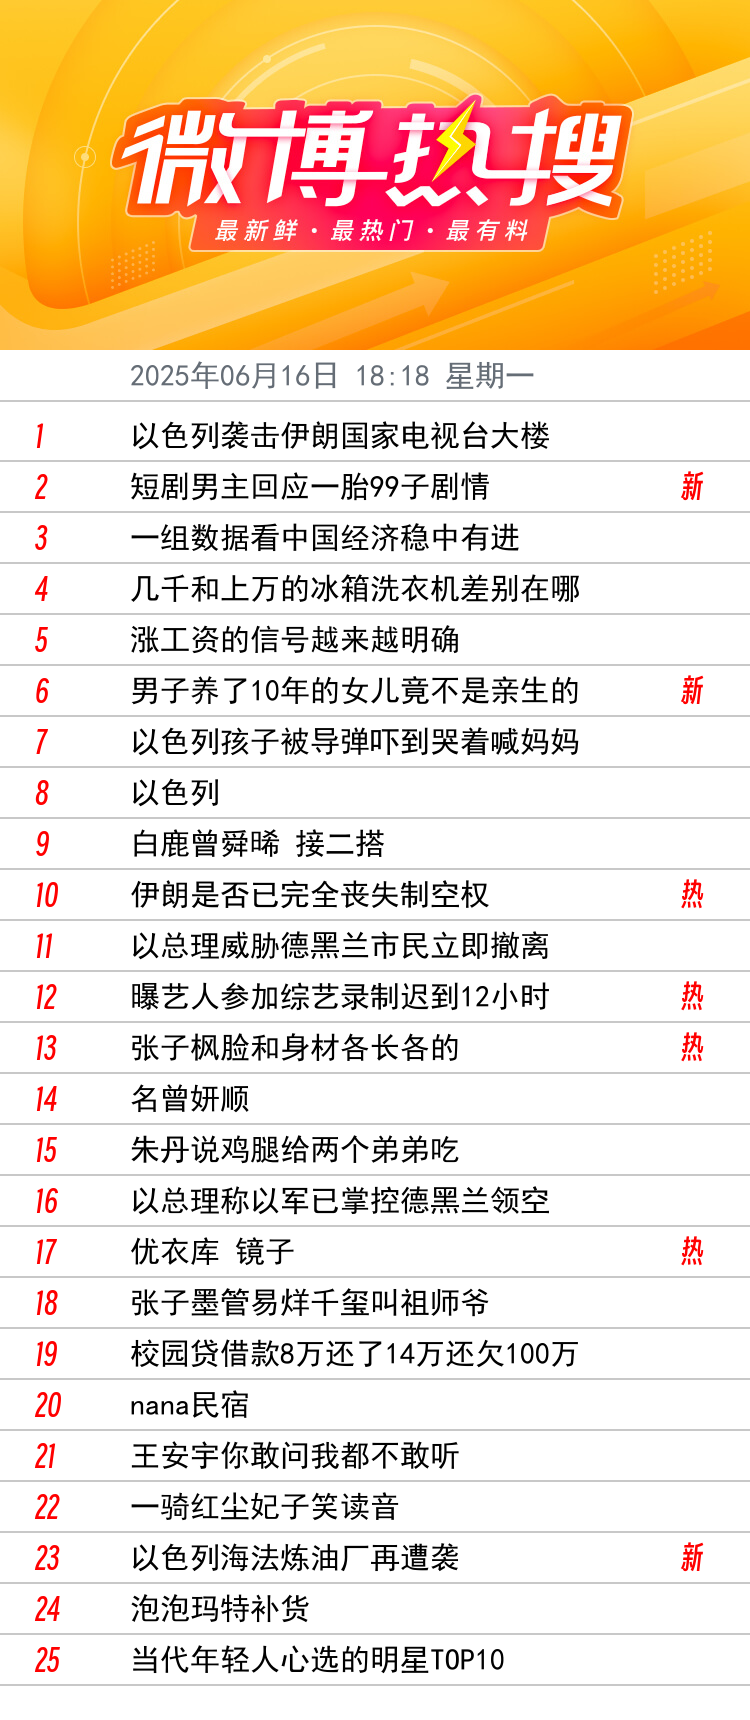 微博热搜
最新鲜·最热门·最有料
2025年06月16日 18:18 星期一
1 以色列袭击伊朗国家电视台大楼
2 短剧男主回应一胎99子剧情 新
3 一组数据看中国经济稳中有进
4 几千和上万的冰箱洗衣机差别在哪
5 涨工资的信号越来越明确
6 男子养了10年的女儿竟不是亲生的 新
7 以色列孩子被导弹吓到哭着喊妈妈
8 以色列
9 白鹿曾舜晞 接二搭
10 伊朗是否已完全丧失制空权 热
11 以总理威胁德黑兰市民立即撤离
12 曝艺人参加综艺录制迟到12小时 热
13 张子枫脸和身材各长各的 热
14 名曾妍顺
15 朱丹说鸡腿给两个弟弟吃
16 以总理称以军已掌控德黑兰领空
17 优衣库 镜子 热
18 张子墨管易烊千玺叫祖师爷
19 校园贷借款8万还了14万还欠100万
20 nana民宿
21 王安宇你敢问我都不敢听
22 一骑红尘妃子笑读音
23 以色列海法炼油厂再遭袭 新
24 泡泡玛特补货
25 当代年轻人心选的明星TOP10